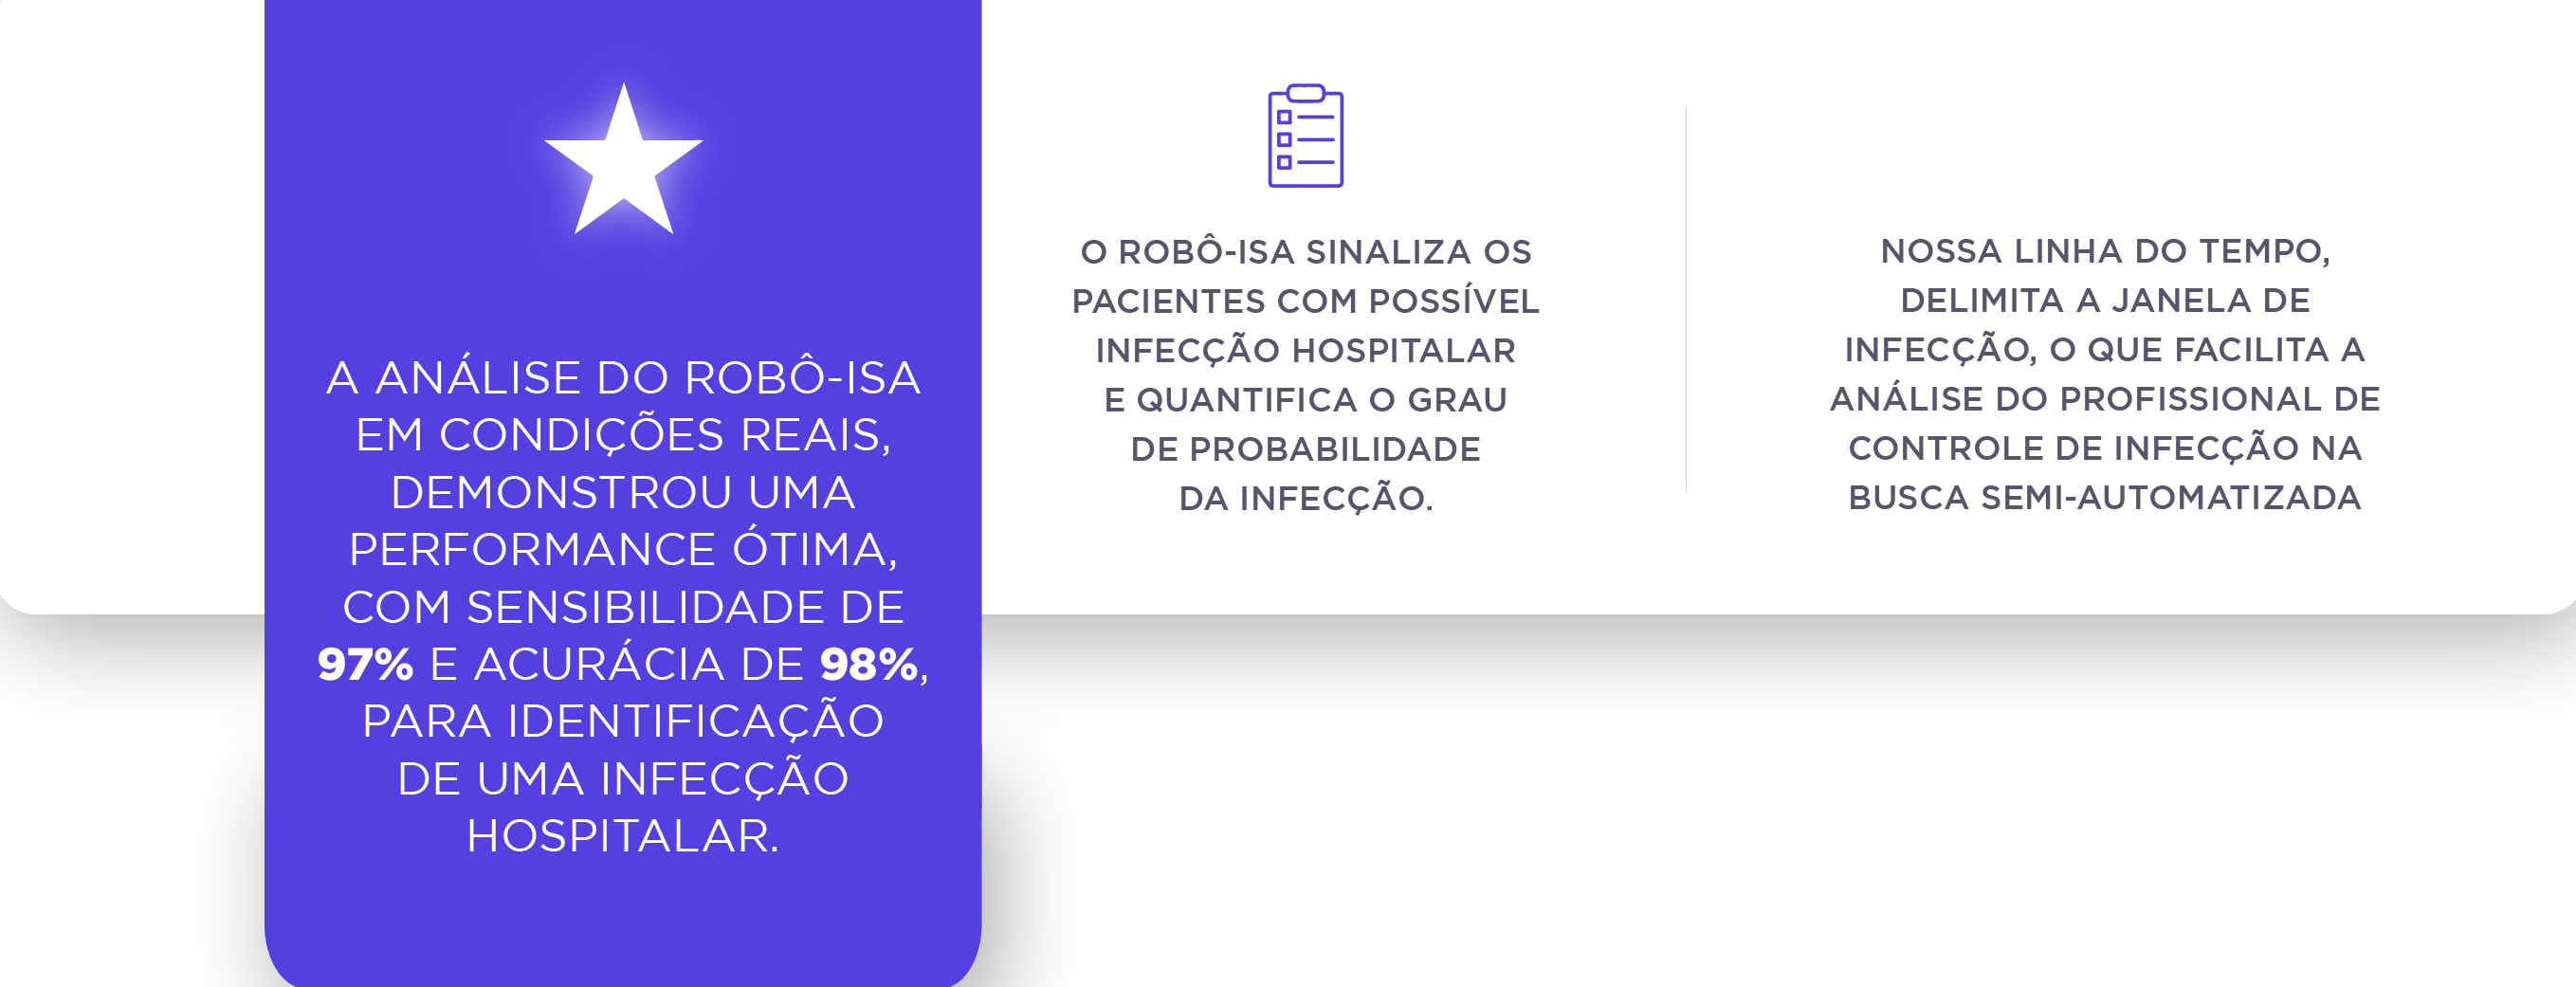 A ANÁLISE DO ROBÔ-ISA
EM CONDIÇÕES REAIS,
DEMONSTROU UMA
PERFORMANCE ÓTIMA,
COM SENSIBILIDADE DE
97% E ACURÁCIA DE 98%,
PARA IDENTIFICAÇÃO
DE UMA INFECÇÃO
HOSPITALAR.
O ROBÔ-ISA SINALIZA OS
PACIENTES COM POSSÍVEL
INFECÇÃO HOSPITALAR
E QUANTIFICA O GRAU
DE PROBABILIDADE
DA INFECÇÃO.
NOSSA LINHA DO TEMPO,
DELIMITA A JANELA DE
INFECÇÃO, O QUE FACILITA A
ANÁLISE DO PROFISSIONAL DE
CONTROLE DE INFECÇÃO NA
BUSCA SEMI-AUTOMATIZADA